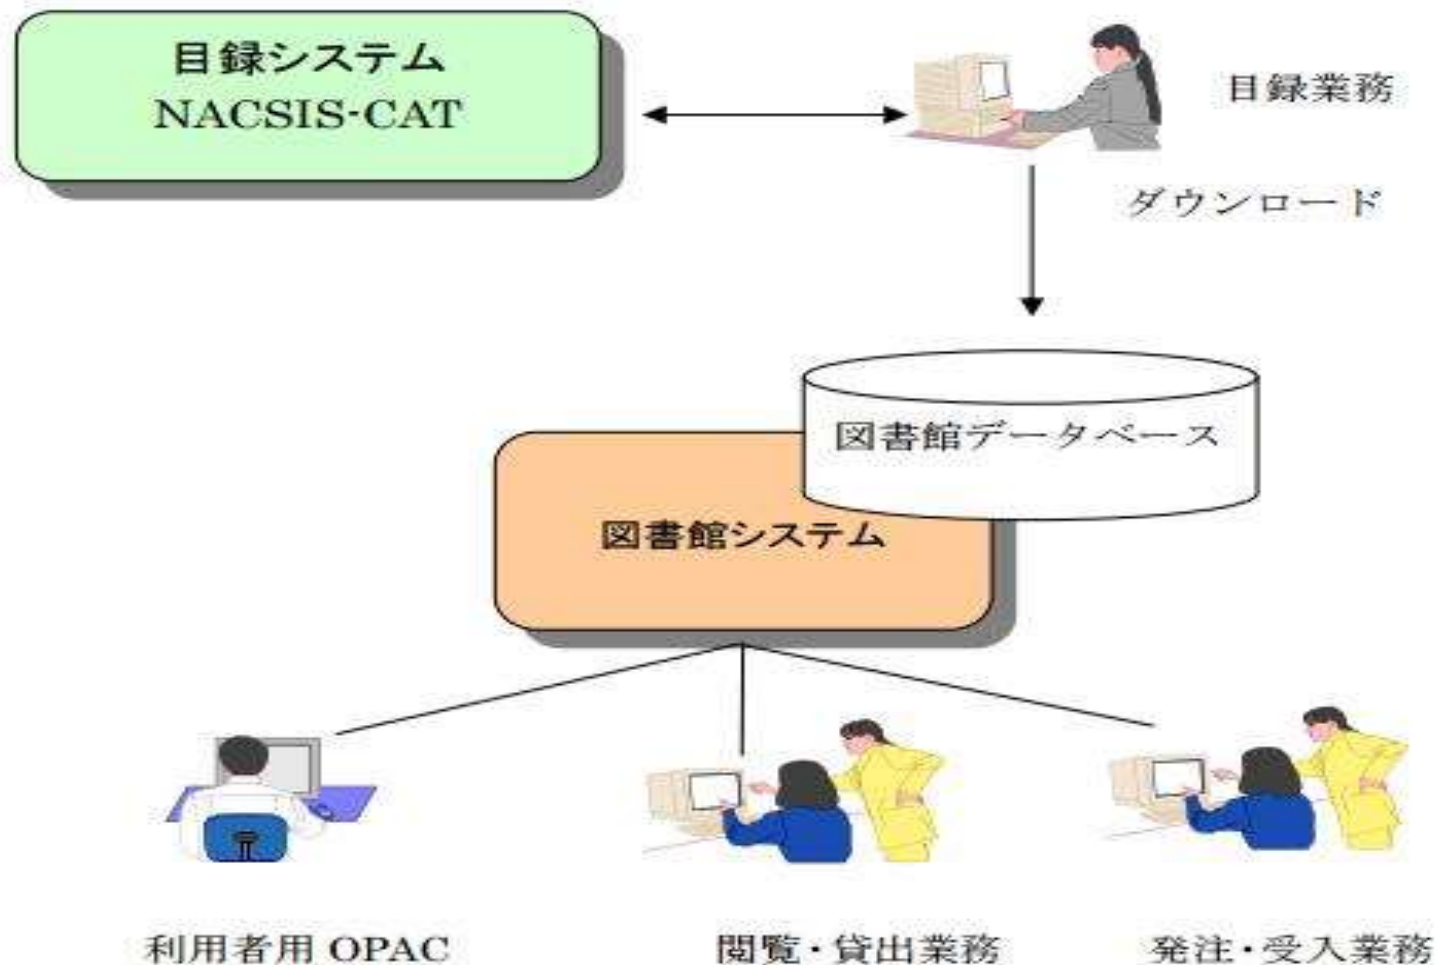 目録システム
NACSIS-CAT
目録業務
ダウンロード
図書館データベース
図書館システム
利用者用 OPAC
閲覧・貸出業務
発注・受入業務